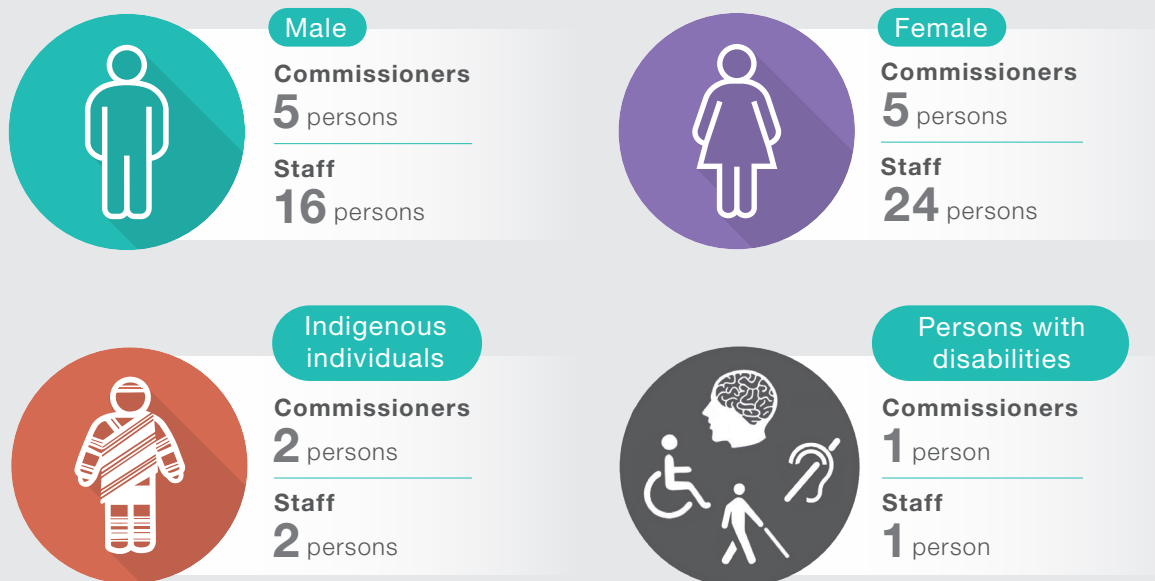 Male
Commissioners
5 persons
Staff
16 persons
Female
Commissioners
5 persons
Staff
24 persons
Indigenous
individuals
Commissioners
2 persons
Staff
2 persons
Persons with
disabilities
Commissioners
1 person
Staff
1 person